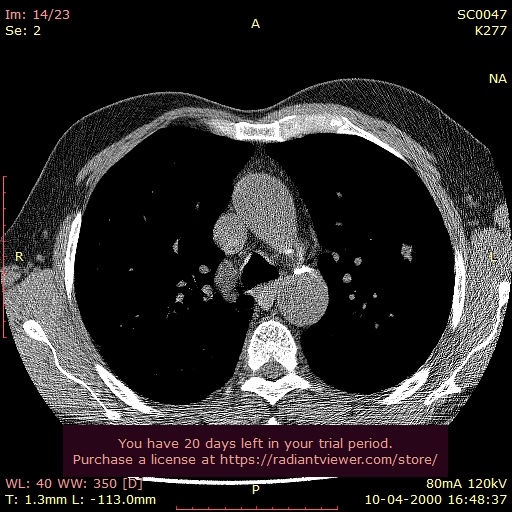 Im: 14/23
Se: 2
A
SC0047
K277
NA
R
L
You have 20 days left in your trial period.
Purchase a license at https://radiantviewer.com/store/
WL: 40 WW: 350 [D]
T: 1.3mm L: -113.0mm
P
80mA 120kV
10-04-2000 16:48:37